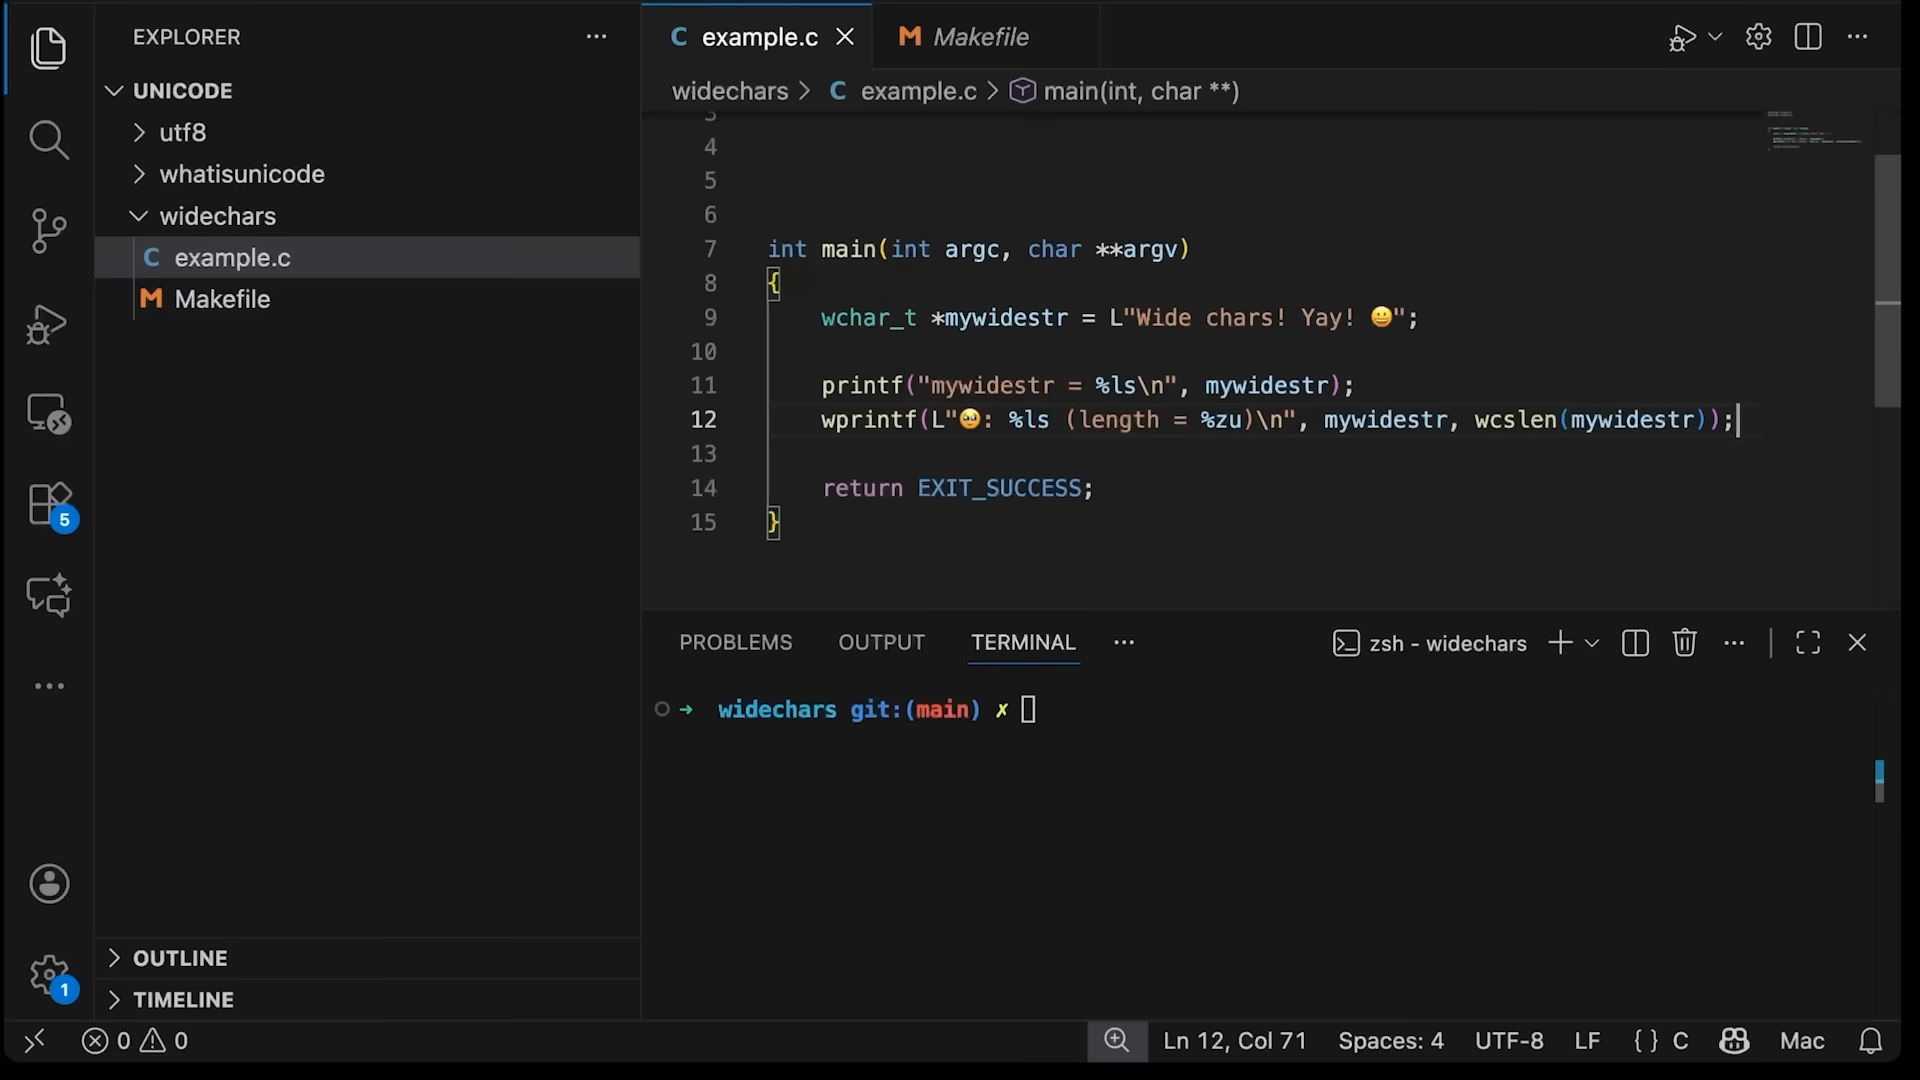 EXPLORER
UNICODE
utf8
whatisunicode
widechars
C example.c
M Makefile
OUTLINE
TIMELINE
5
1
C example.c
M Makefile
widechars > C example.c > main(int, char **)
3
4
5
6
7 int main(int argc, char **argv)
8 {
9 wchar_t *mywidestr = L"Wide chars! Yay! 😀";
10
11 printf("mywidestr = %ls\n", mywidestr);
12 wprintf(L"🥹: %ls (length = %zu)\n", mywidestr, wcslen(mywidestr));
13
14 return EXIT_SUCCESS;
15 }
PROBLEMS OUTPUT TERMINAL
zsh - widechars
→ widechars git:(main) ✗
0 0
Ln 12, Col 71 Spaces: 4 UTF-8 LF { } C Mac